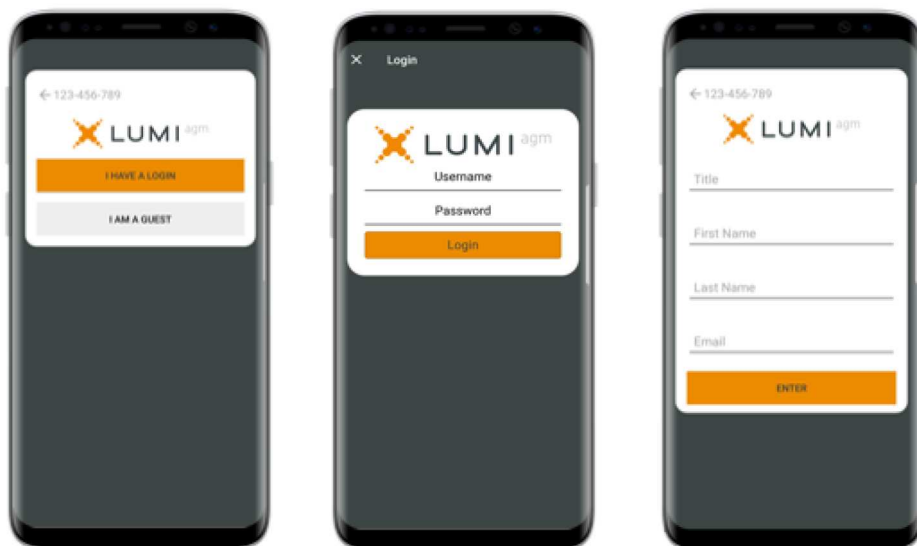 ←123-456-789
LUMI agm
I HAVE A LOGIN
I AM A GUEST
× Login
LUMI agm
Username
Password
Login
←123-456-789
LUMI agm
Title
First Name
Last Name
Email
ENTER